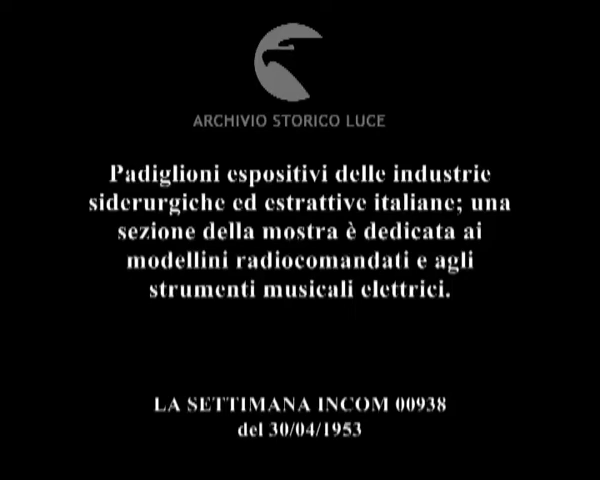 ARCHIVIO STORICO LUCE
Padiglioni espositivi delle industrie
siderurgiche ed estrattive italiane; una
sezione della mostra è dedicata ai
modellini radiocomandati e agli
strumenti musicali elettrici.
LA SETTIMANA INCOM 00938
del 30/04/1953